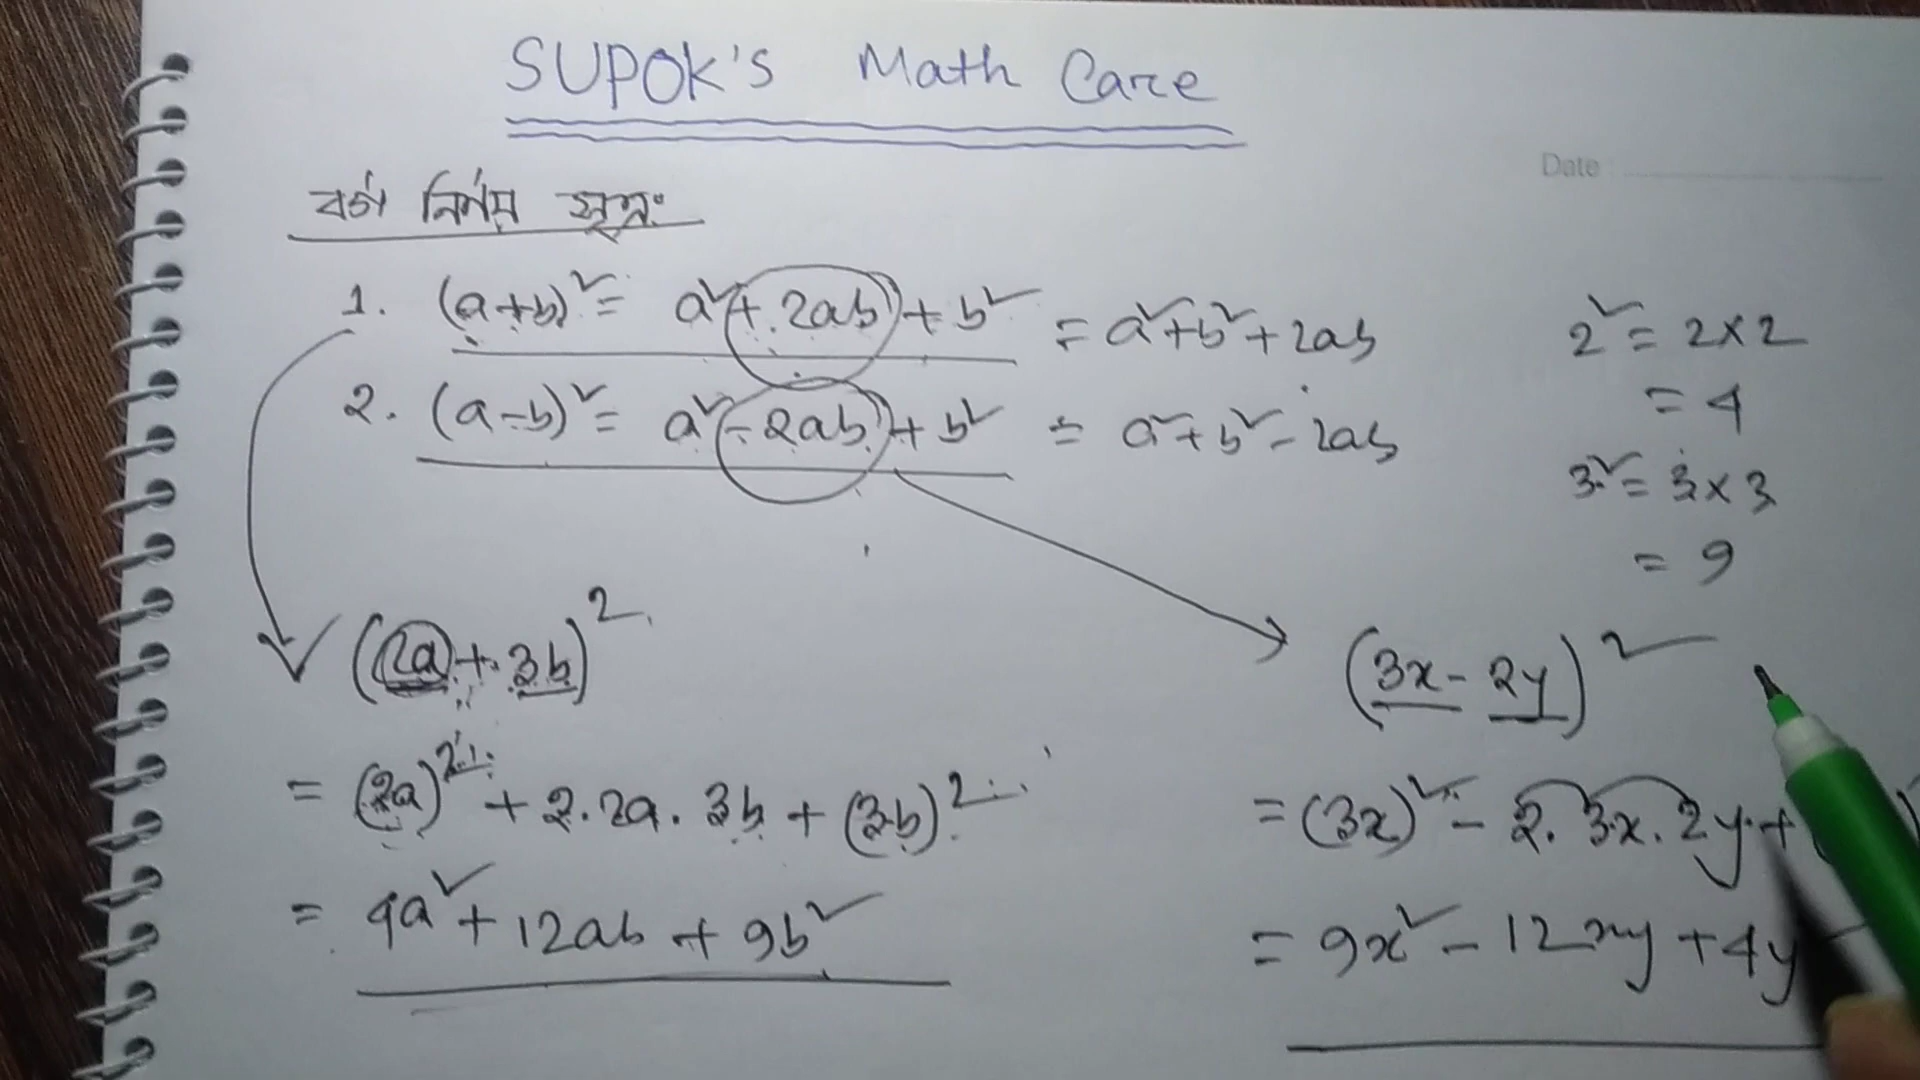 SUPOK's Math Care
Date
বর্গ নির্ণয় সূত্রঃ
1. (a+b)² = a² + 2ab + b² = a²+b²+2ab
2. (a-b)² = a² - 2ab + b² = a²+b²-2ab
2² = 2×2
= 4
3² = 3×3
= 9
(2a+3b)²
= (2a)² + 2.2a.3b + (3b)²
= 4a² + 12ab + 9b²
(3x-2y)²
= (3x)² - 2.3x.2y + (
= 9x² - 12xy + 4y